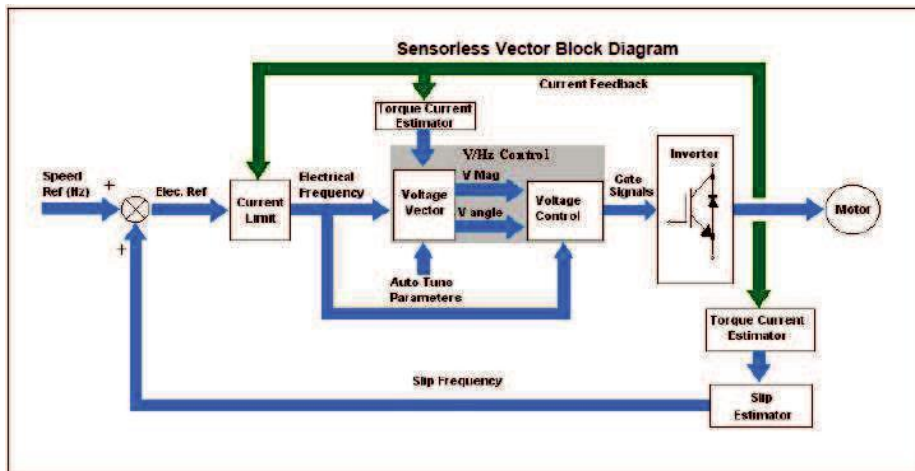 Sensorless Vector Block Diagram
Current Feedback
Torque Current
Estimator
V/Hz Control
Inverter
Speed
Ref (Hz)
+
Elec. Ref
Current
Limit
Electrical
Frequency
Voltage
Vector
V Mag
V angle
Voltage
Control
Gate
Signals
Motor
+
Auto Tune
Parameters
Torque Current
Estimator
Slip Frequency
Slip
Estimator